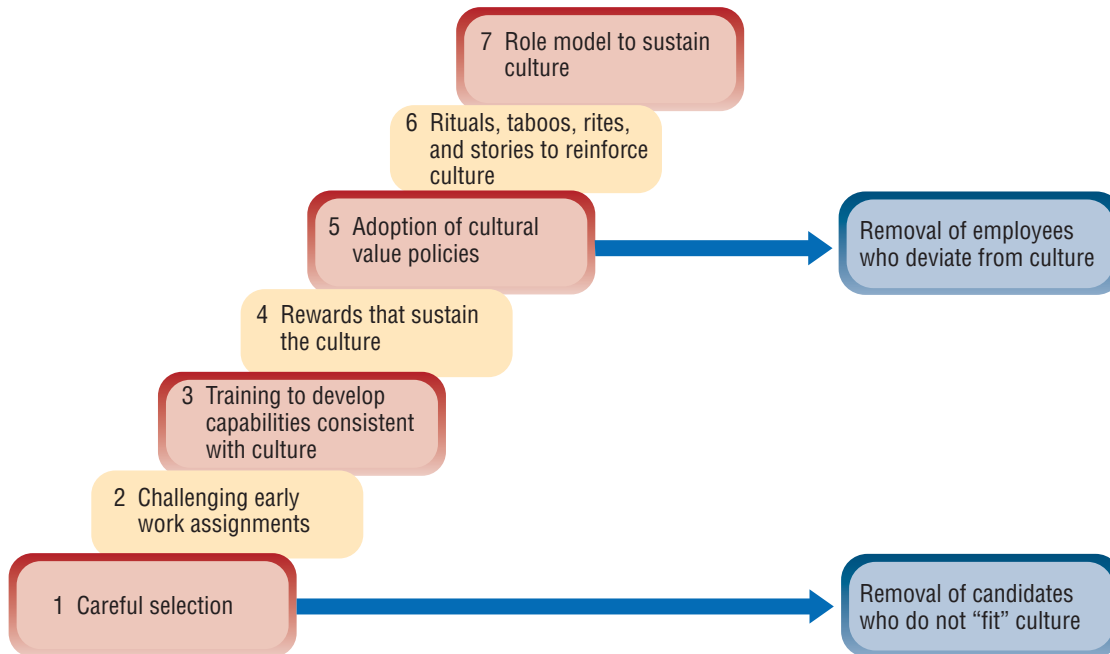 7 Role model to sustain
culture
6 Rituals, taboos, rites,
and stories to reinforce
culture
5 Adoption of cultural
value policies
Removal of employees
who deviate from culture
4 Rewards that sustain
the culture
3 Training to develop
capabilities consistent
with culture
2 Challenging early
work assignments
1 Careful selection
Removal of candidates
who do not “fit” culture